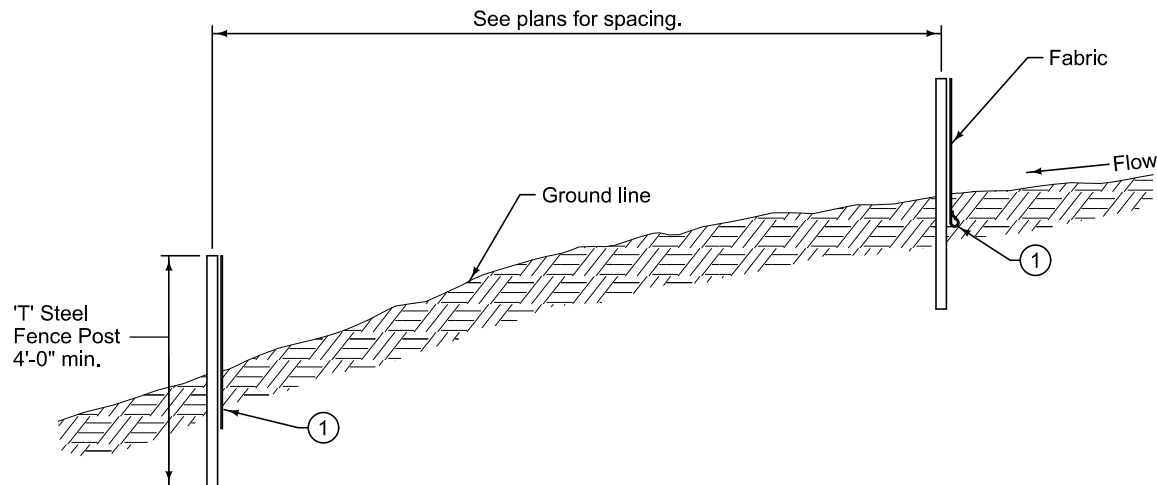 See plans for spacing.
Fabric
Flow
Ground line
1
'T' Steel
Fence Post
4'-0" min.
1